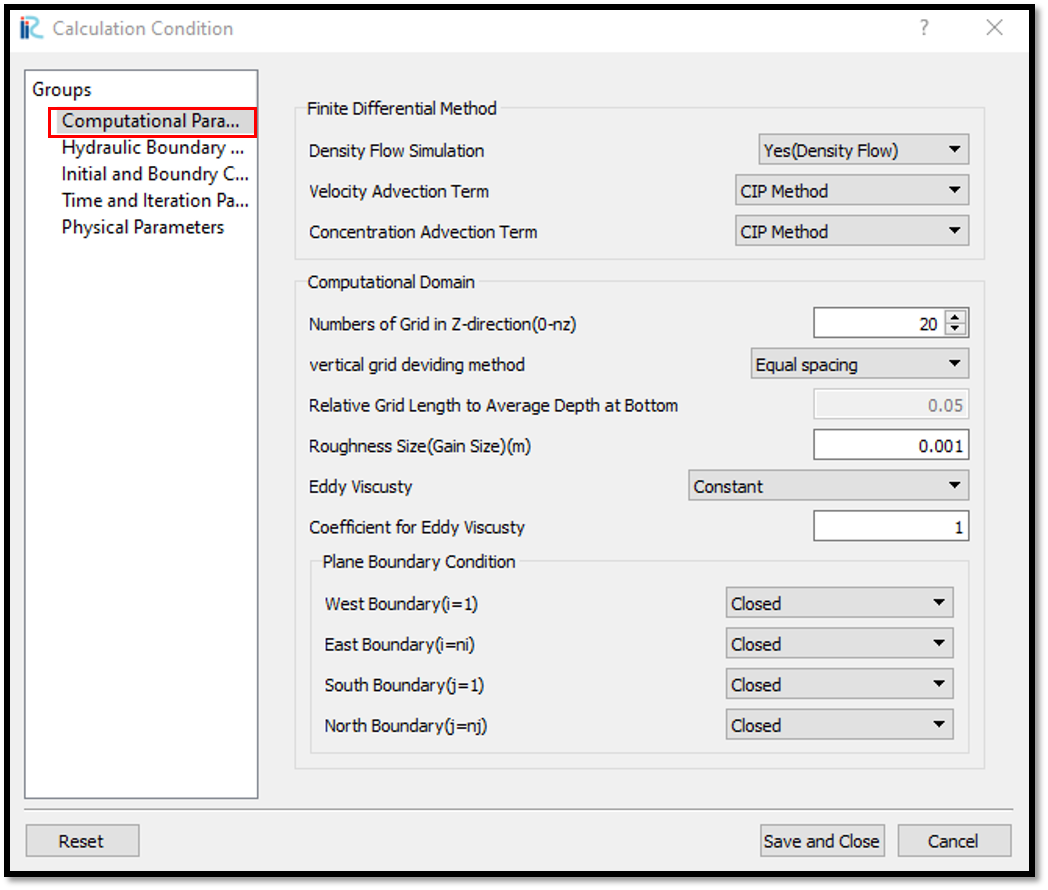 iRC Calculation Condition ?
Groups
Computational Para...
Hydraulic Boundary ...
Initial and Boundry C...
Time and Iteration Pa...
Physical Parameters
Finite Differential Method
Density Flow Simulation Yes(Density Flow)
Velocity Advection Term CIP Method
Concentration Advection Term CIP Method
Computational Domain
Numbers of Grid in Z-direction(0-nz) 20
vertical grid deviding method Equal spacing
Relative Grid Length to Average Depth at Bottom 0.05
Roughness Size(Gain Size)(m) 0.001
Eddy Viscusty Constant
Coefficient for Eddy Viscusty 1
Plane Boundary Condition
West Boundary(i=1) Closed
East Boundary(i=ni) Closed
South Boundary(j=1) Closed
North Boundary(j=nj) Closed
Reset Save and Close Cancel